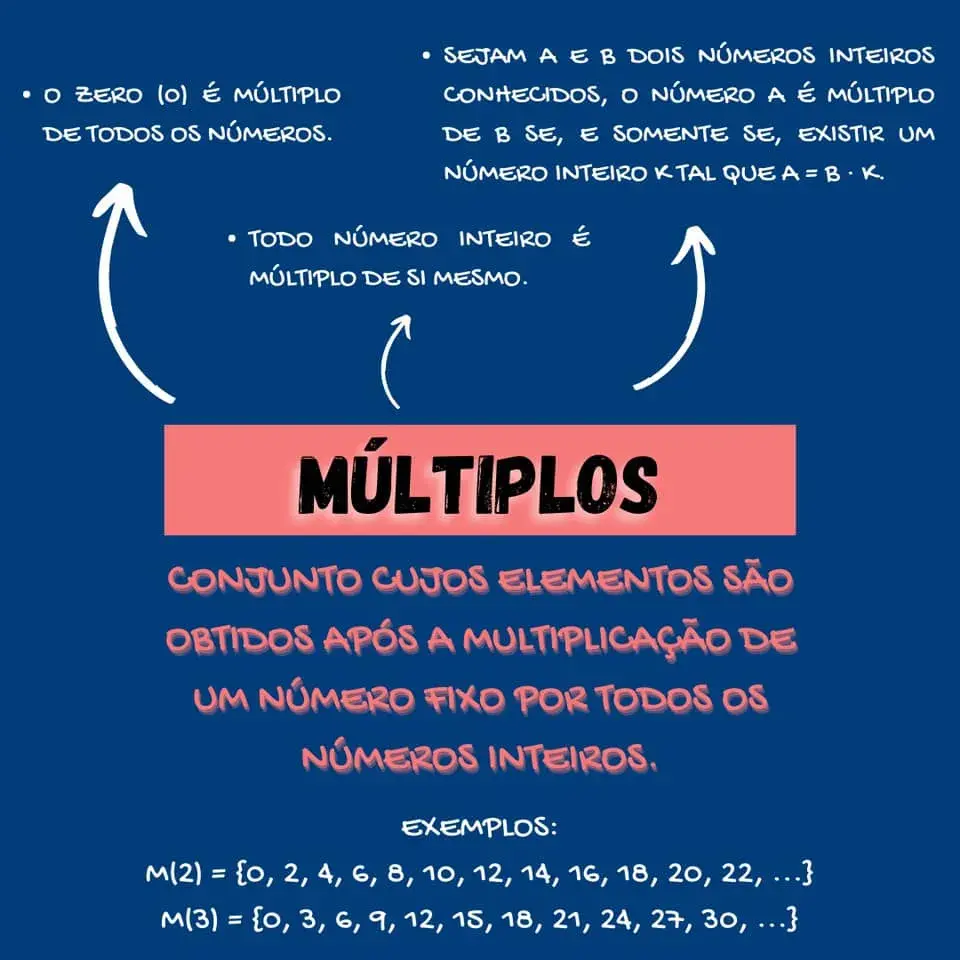 • O ZERO (0) É MÚLTIPLO
DE TODOS OS NÚMEROS.
• SEJAM A E B DOIS NÚMEROS INTEIROS
CONHECIDOS, O NÚMERO A É MÚLTIPLO
DE B SE, E SOMENTE SE, EXISTIR UM
NÚMERO INTEIRO K TAL QUE A = B · K.
• TODO NÚMERO INTEIRO É
MÚLTIPLO DE SI MESMO.
MÚLTIPLOS
CONJUNTO CUJOS ELEMENTOS SÃO
OBTIDOS APÓS A MULTIPLICAÇÃO DE
UM NÚMERO FIXO POR TODOS OS
NÚMEROS INTEIROS.
EXEMPLOS:
M(2) = {0, 2, 4, 6, 8, 10, 12, 14, 16, 18, 20, 22, ...}
M(3) = {0, 3, 6, 9, 12, 15, 18, 21, 24, 27, 30, ...}